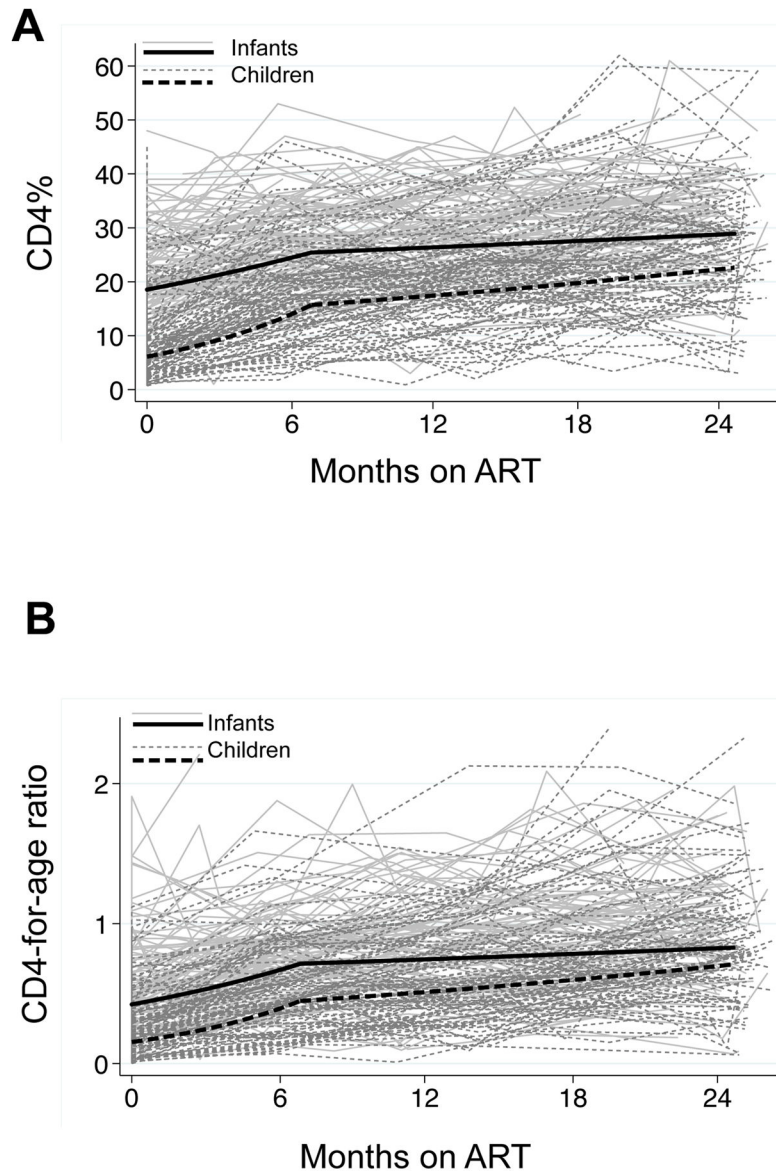 A
Infants
Children
60
50
40
30
20
10
0
CD4%
0 6 12 18 24
Months on ART
B
Infants
Children
2
1
0
CD4-for-age ratio
0 6 12 18 24
Months on ART